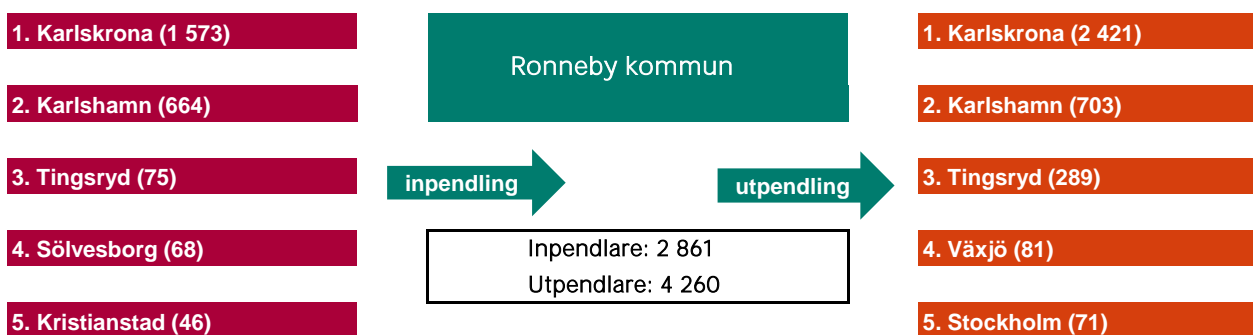 1. Karlskrona (1 573)
2. Karlshamn (664)
3. Tingsryd (75)
4. Sölvesborg (68)
5. Kristianstad (46)
Ronneby kommun
inpendling
utpendling
Inpendlare: 2 861
Utpendlare: 4 260
1. Karlskrona (2 421)
2. Karlshamn (703)
3. Tingsryd (289)
4. Växjö (81)
5. Stockholm (71)